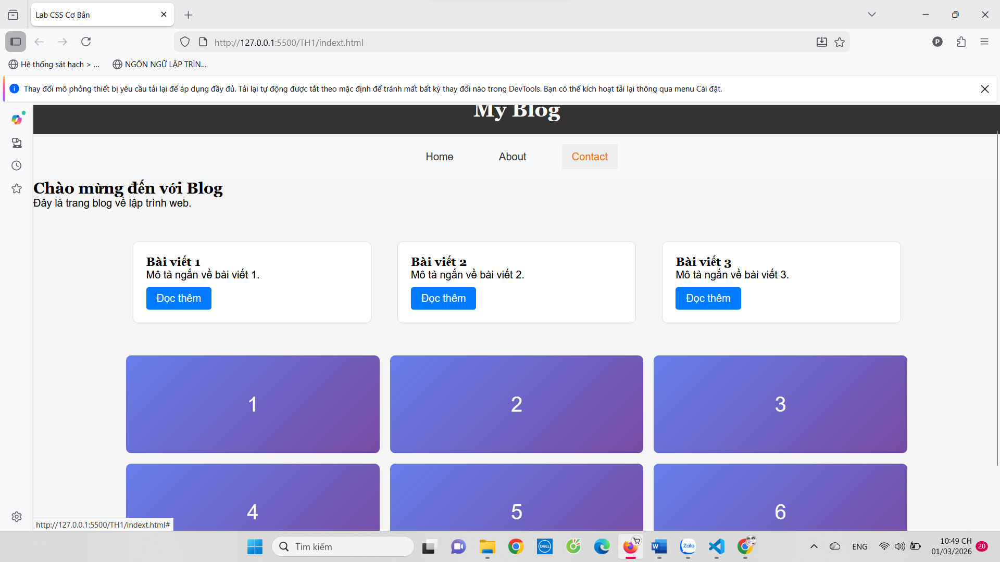 Lab CSS Cơ Bản
http://127.0.0.1:5500/TH1/indext.html
P
Hệ thống sát hạch > ...
NGÔN NGỮ LẬP TRÌN...
Thay đổi mô phỏng thiết bị yêu cầu tải lại để áp dụng đầy đủ. Tải lại tự động được tắt theo mặc định để tránh mất bất kỳ thay đổi nào trong DevTools. Bạn có thể kích hoạt tải lại thông qua menu Cài đặt.
My Blog
Home
About
Contact
Chào mừng đến với Blog
Đây là trang blog về lập trình web.
Bài viết 1
Mô tả ngắn về bài viết 1.
Đọc thêm
Bài viết 2
Mô tả ngắn về bài viết 2.
Đọc thêm
Bài viết 3
Mô tả ngắn về bài viết 3.
Đọc thêm
1
2
3
4
5
6
http://127.0.0.1:5500/TH1/indext.html#
Tìm kiếm
DELL
W
Zalo
ENG
10:49 CH
01/03/2026
20